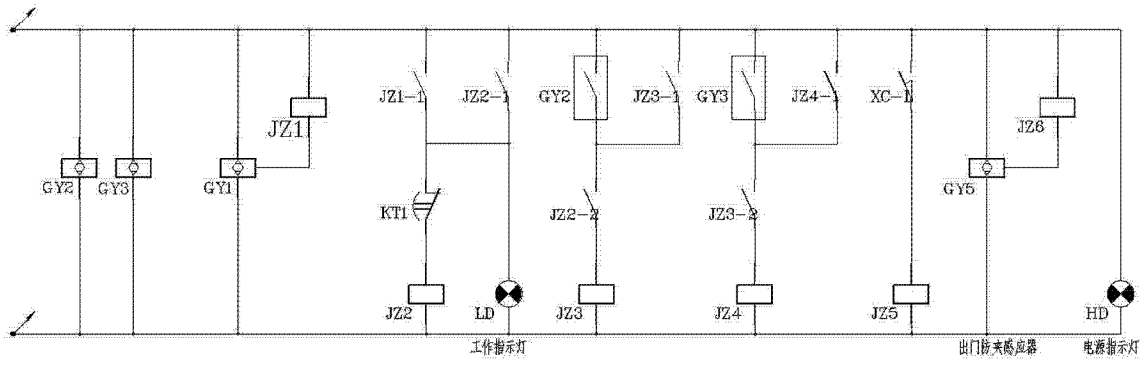 JZ1-1 JZ2-1 GY2 JZ3-1 GY3 JZ4-1 XC-1
JZ1 JZ6
GY2 GY3 GY1 GY5
KT1 JZ2-2 JZ3-2
JZ2 LD JZ3 JZ4 JZ5 HD
工作指示灯 出门防夹感应器 电源指示灯